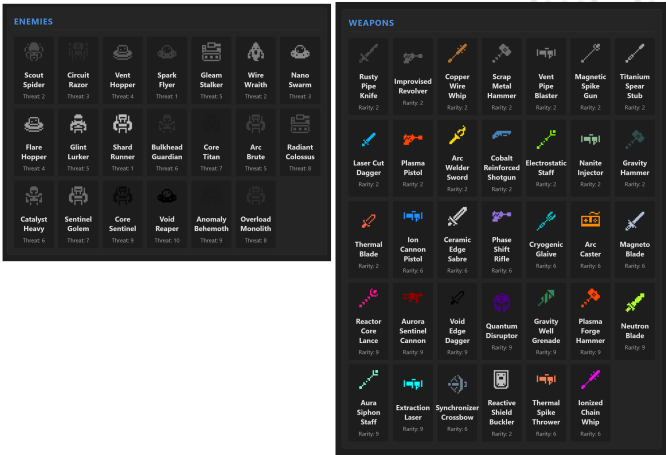 ENEMIES
Scout Spider
Threat: 2
Circuit Razor
Threat: 3
Vent Hopper
Threat: 4
Spark Flyer
Threat: 1
Gleam Stalker
Threat: 5
Wire Wraith
Threat: 2
Nano Swarm
Threat: 3
Flare Hopper
Threat: 4
Glint Lurker
Threat: 5
Shard Runner
Threat: 1
Bulkhead Guardian
Threat: 6
Core Titan
Threat: 7
Arc Brute
Threat: 5
Radiant Colossus
Threat: 8
Catalyst Heavy
Threat: 6
Sentinel Golem
Threat: 7
Core Sentinel
Threat: 9
Void Reaper
Threat: 10
Anomaly Behemoth
Threat: 9
Overload Monolith
Threat: 8
WEAPONS
Rusty Pipe Knife
Rarity: 2
Improvised Revolver
Rarity: 2
Copper Wire Whip
Rarity: 2
Scrap Metal Hammer
Rarity: 2
Vent Pipe Blaster
Rarity: 2
Magnetic Spike Gun
Rarity: 2
Titanium Spear Stub
Rarity: 2
Laser Cut Dagger
Rarity: 2
Plasma Pistol
Rarity: 2
Arc Welder Sword
Rarity: 2
Cobalt Reinforced Shotgun
Rarity: 2
Electrostatic Staff
Rarity: 2
Nanite Injector
Rarity: 2
Gravity Hammer
Rarity: 2
Thermal Blade
Rarity: 2
Ion Cannon Pistol
Rarity: 6
Ceramic Edge Sabre
Rarity: 6
Phase Shift Rifle
Rarity: 6
Cryogenic Glaive
Rarity: 6
Arc Caster
Rarity: 6
Magneto Blade
Rarity: 6
Reactor Core Lance
Rarity: 9
Aurora Sentinel Cannon
Rarity: 9
Void Edge Dagger
Rarity: 9
Quantum Disruptor
Rarity: 9
Gravity Well Grenade
Rarity: 9
Plasma Forge Hammer
Rarity: 9
Neutron Blade
Rarity: 9
Aura Siphon Staff
Rarity: 9
Extraction Laser
Rarity: 9
Synchronizer Crossbow
Rarity: 6
Reactive Shield Buckler
Rarity: 2
Thermal Spike Thrower
Rarity: 6
Ionized Chain Whip
Rarity: 6